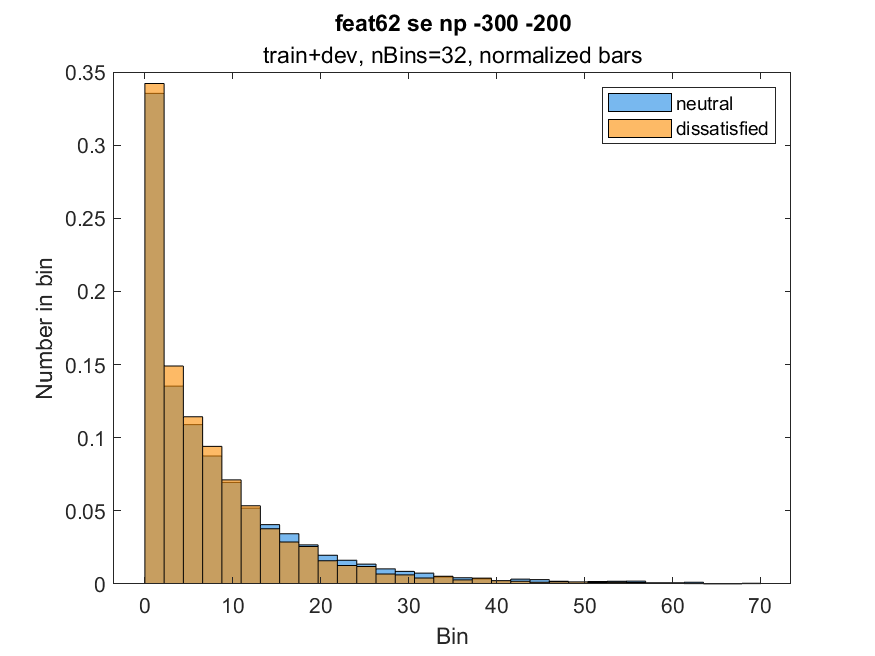 feat62 se np -300 -200
train+dev, nBins=32, normalized bars
neutral
dissatisfied
Number in bin
0.35
0.3
0.25
0.2
0.15
0.1
0.05
0
0 10 20 30 40 50 60 70
Bin